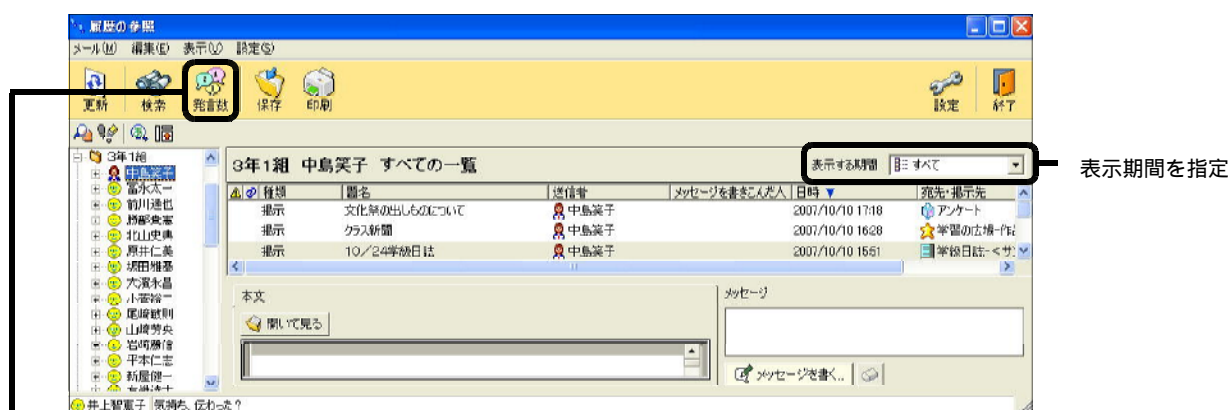 履歴の参照
メール(M) 編集(E) 表示(V) 設定(S)
更新 検索 発言数 保存 印刷 設定 終了
3年1組
中島笑子
富永太一
前川達也
北山史典
原井仁美
坂田雅基
大濱永昌
小菅裕一
尾崎敏則
山崎勞央
岩崎勝信
平本仁志
新屋健一
3年1組 中島笑子 すべての一覧
表示する期間 すべて
表示期間を指定
種類 題名 送信者 メッセージを書きこんだ人 日時 ▼ 宛先・掲示先
掲示 文化祭の出しものについて 中島笑子 2007/10/10 17:18 アンケート
掲示 クラス新聞 中島笑子 2007/10/10 16:28 学習の広場-作品
掲示 10/24学級日誌 中島笑子 2007/10/10 15:51 学級日誌-<サン
本文
開いて見る
メッセージ
メッセージを書く...
井上智恵子 気持ち、伝わった?